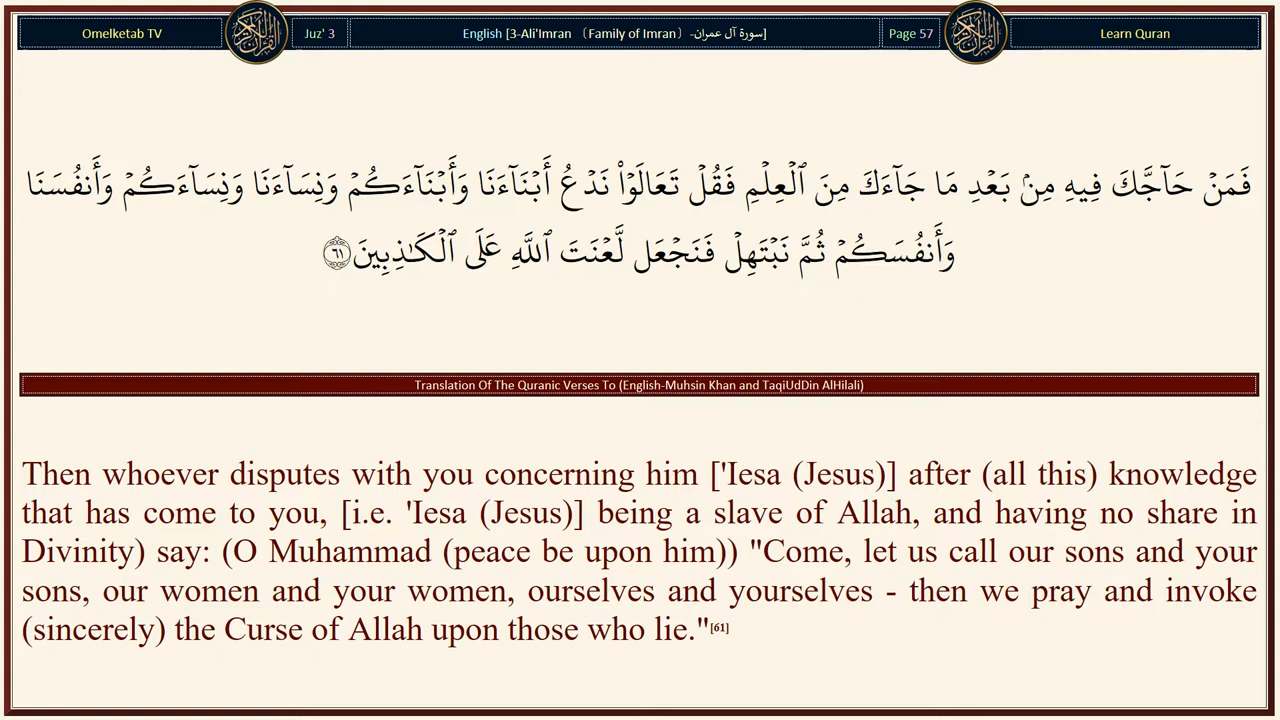 Omelketab TV
Juz' 3
English [3-Ali'Imran (Family of Imran) -سورة آل عمران]
Page 57
Learn Quran
فَمَنْ حَآجَّكَ فِيهِ مِنۢ بَعْدِ مَا جَآءَكَ مِنَ ٱلْعِلْمِ فَقُلْ تَعَالَوْا۟ نَدْعُ أَبْنَآءَنَا وَأَبْنَآءَكُمْ وَنِسَآءَنَا وَنِسَآءَكُمْ وَأَنفُسَنَا
وَأَنفُسَكُمْ ثُمَّ نَبْتَهِلْ فَنَجْعَل لَّعْنَتَ ٱللَّهِ عَلَى ٱلْكَـٰذِبِينَ ٦١
Translation Of The Quranic Verses To (English-Muhsin Khan and TaqiUdDin AlHilali)
Then whoever disputes with you concerning him ['Iesa (Jesus)] after (all this) knowledge
that has come to you, [i.e. 'Iesa (Jesus)] being a slave of Allah, and having no share in
Divinity) say: (O Muhammad (peace be upon him)) "Come, let us call our sons and your
sons, our women and your women, ourselves and yourselves - then we pray and invoke
(sincerely) the Curse of Allah upon those who lie."[61]